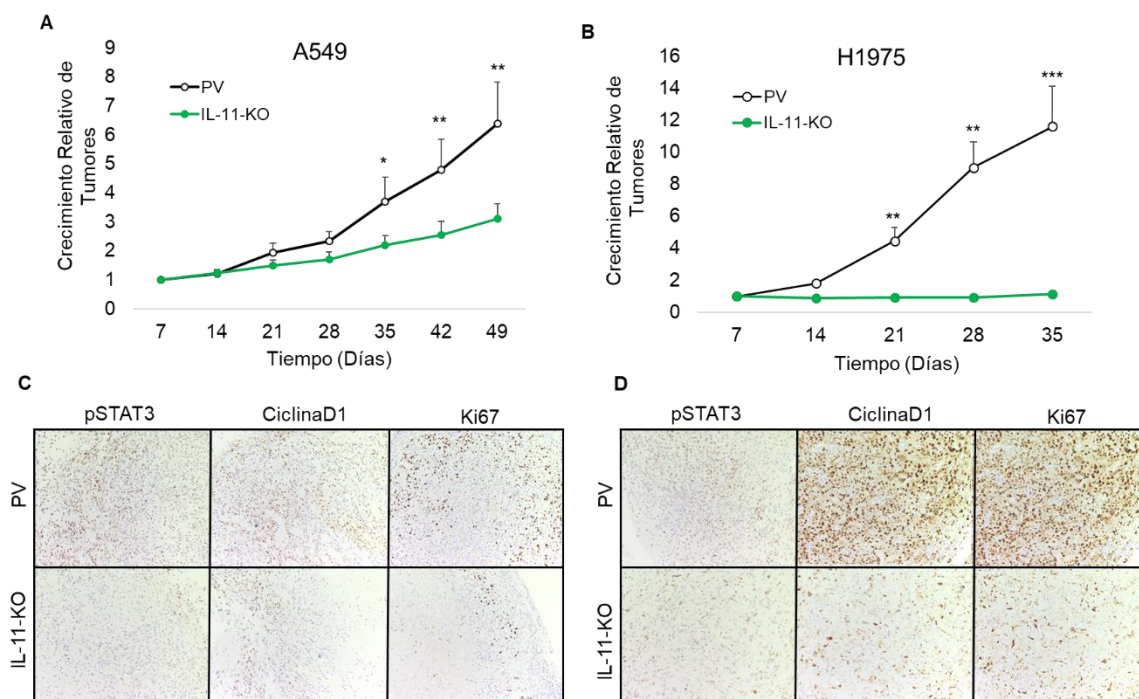 A
A549
Crecimiento Relativo de
Tumores
9
8
7
6
5
4
3
2
1
0
PV
IL-11-KO
*
**
**
7 14 21 28 35 42 49
Tiempo (Días)
B
H1975
Crecimiento Relativo de
Tumores
16
14
12
10
8
6
4
2
0
PV
IL-11-KO
**
**
***
7 14 21 28 35
Tiempo (Días)
C
pSTAT3 CiclinaD1 Ki67
PV
IL-11-KO
D
pSTAT3 CiclinaD1 Ki67
PV
IL-11-KO